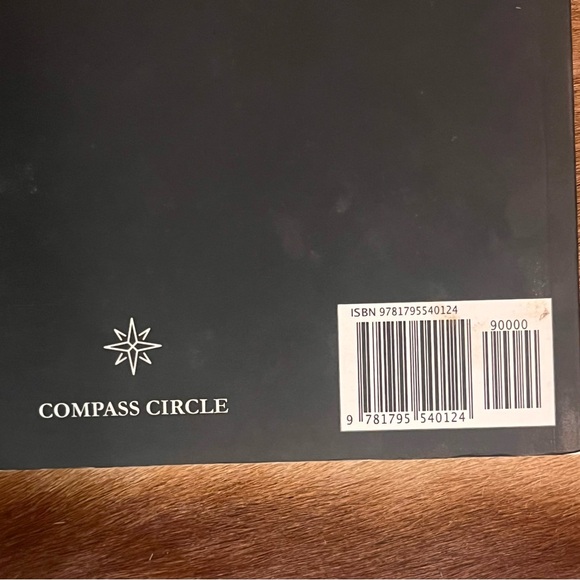 ISBN 9781795540124
90000
9 781795 540124
COMPASS CIRCLE